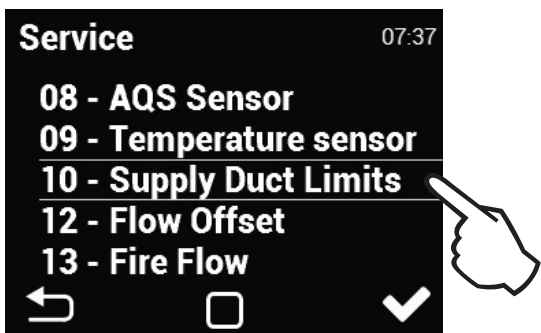 Service
07:37
08 - AQS Sensor
09 - Temperature sensor
10 - Supply Duct Limits
12 - Flow Offset
13 - Fire Flow